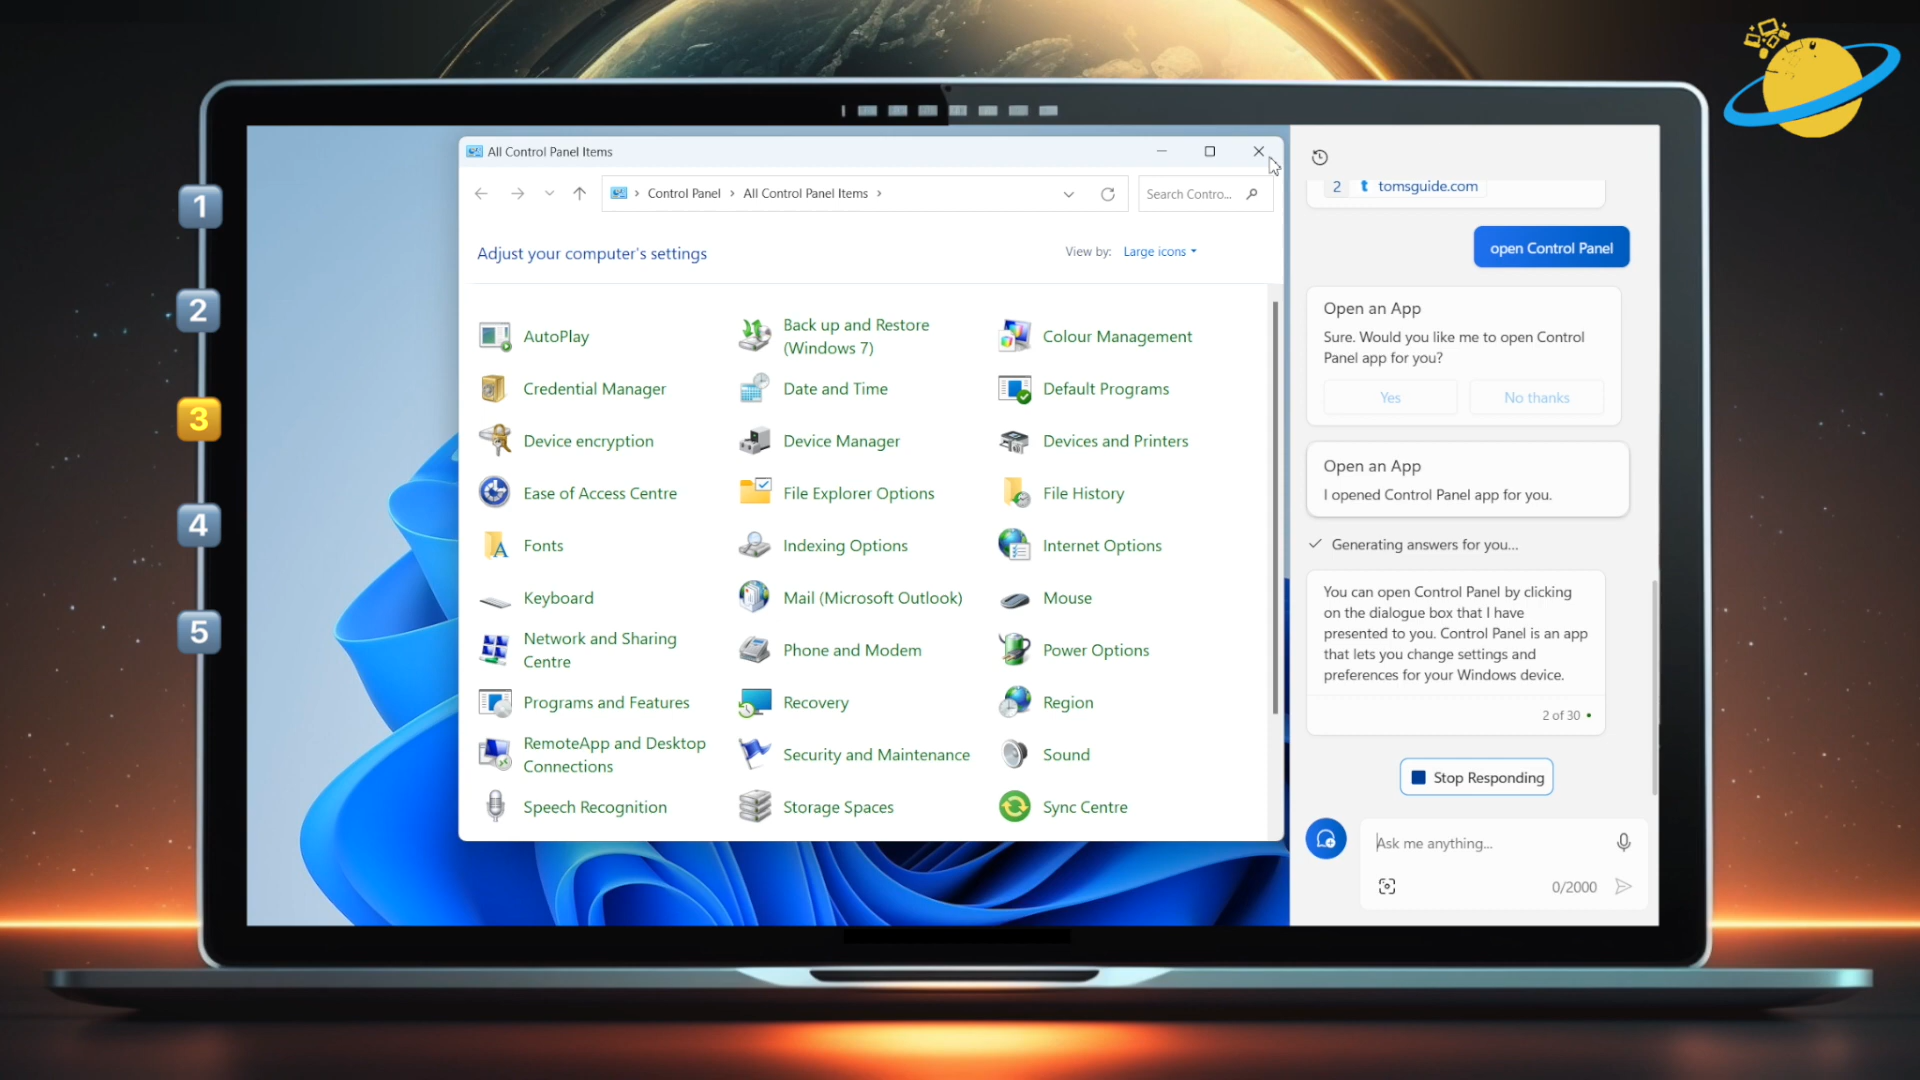 1
2
3
4
5
All Control Panel Items
Control Panel
All Control Panel Items
Search Contro...
Adjust your computer's settings
View by: Large icons
AutoPlay
Back up and Restore
(Windows 7)
Colour Management
Credential Manager
Date and Time
Default Programs
Device encryption
Device Manager
Devices and Printers
Ease of Access Centre
File Explorer Options
File History
Fonts
Indexing Options
Internet Options
Keyboard
Mail (Microsoft Outlook)
Mouse
Network and Sharing
Centre
Phone and Modem
Power Options
Programs and Features
Recovery
Region
RemoteApp and Desktop
Connections
Security and Maintenance
Sound
Speech Recognition
Storage Spaces
Sync Centre
2 tomsguide.com
open Control Panel
Open an App
Sure. Would you like me to open Control
Panel app for you?
Yes
No thanks
Open an App
I opened Control Panel app for you.
Generating answers for you...
You can open Control Panel by clicking
on the dialogue box that I have
presented to you. Control Panel is an app
that lets you change settings and
preferences for your Windows device.
2 of 30
Stop Responding
Ask me anything...
0/2000